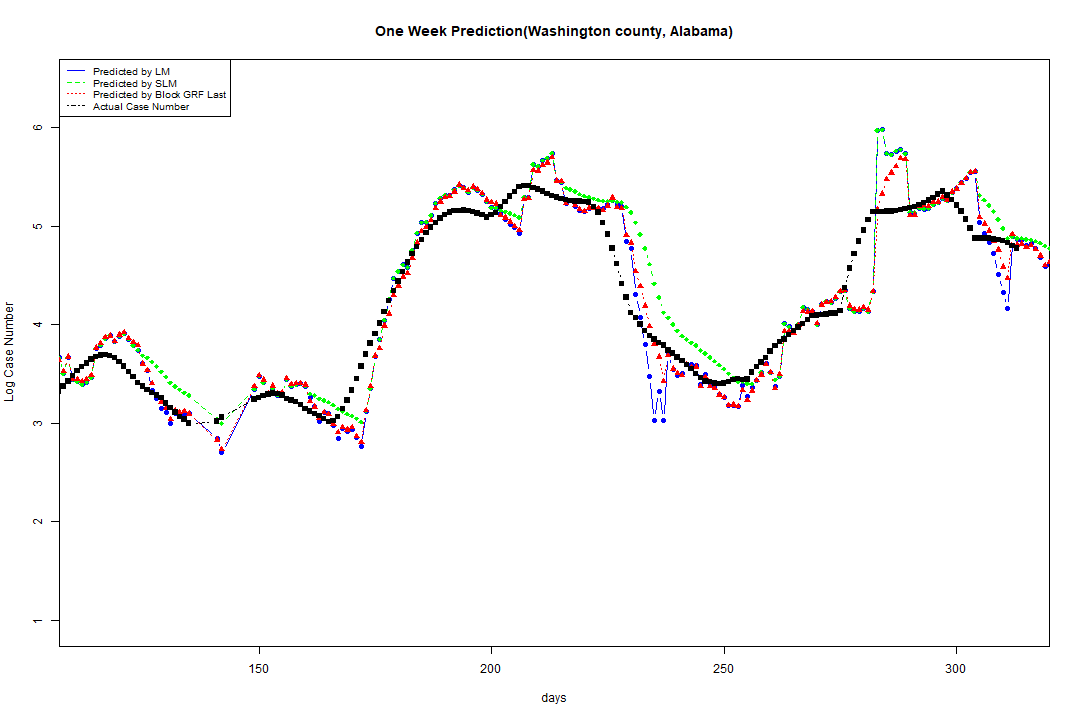 One Week Prediction(Washington county, Alabama)
Predicted by LM
Predicted by SLM
Predicted by Block GRF Last
Actual Case Number
Log Case Number
6
5
4
3
2
1
150
200
250
300
days